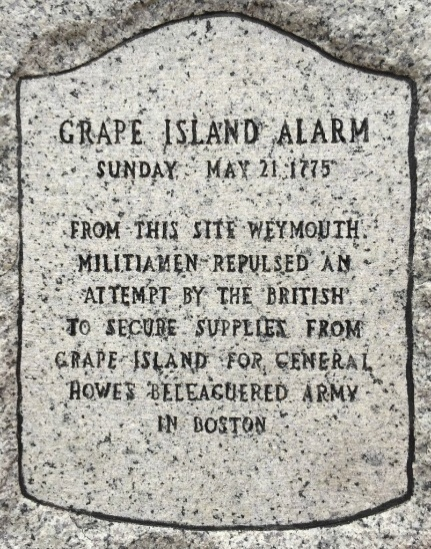 GRAPE ISLAND ALARM
SUNDAY MAY 21 1775
FROM THIS SITE WEYMOUTH
MILITIAMEN REPULSED AN
ATTEMPT BY THE BRITISH
TO SECURE SUPPLIES FROM
GRAPE ISLAND FOR GENERAL
HOWES BELEAGUERED ARMY
IN BOSTON